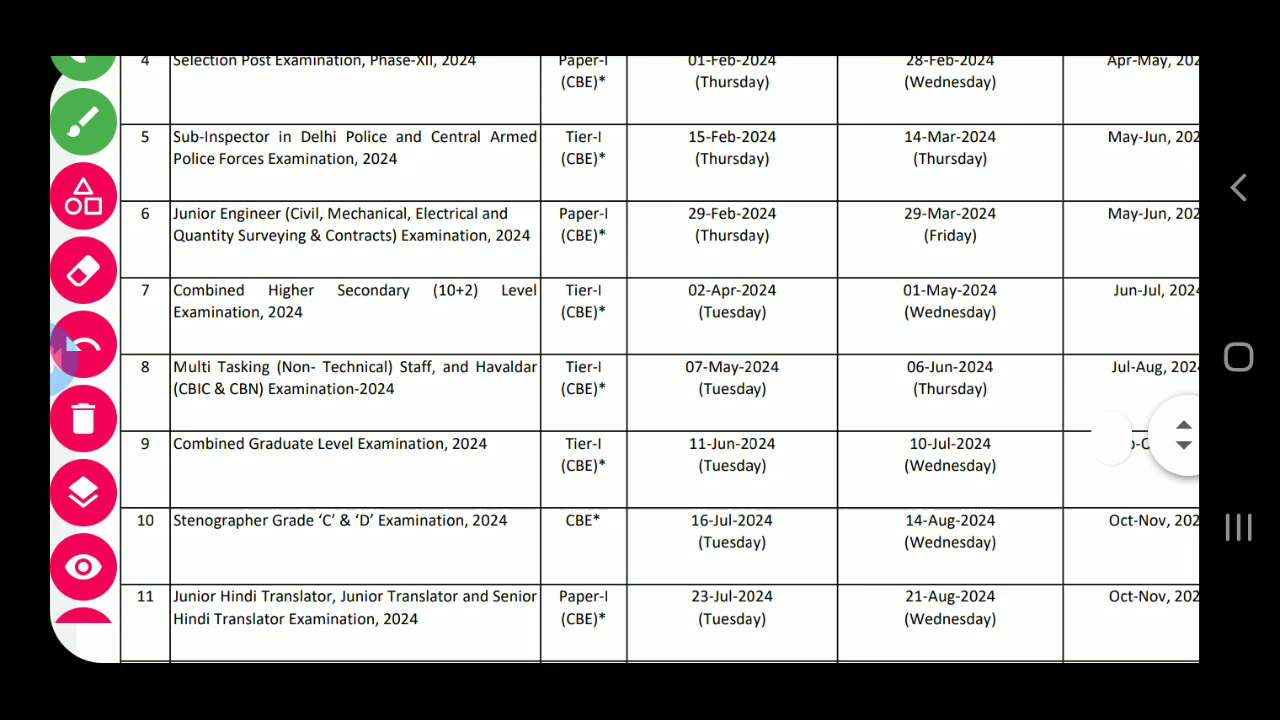 4 Selection Post Examination, Phase-XII, 2024 Paper-I 01-Feb-2024 28-Feb-2024 Apr-May, 202
(CBE)* (Thursday) (Wednesday)
5 Sub-Inspector in Delhi Police and Central Armed Tier-I 15-Feb-2024 14-Mar-2024 May-Jun, 202
Police Forces Examination, 2024 (CBE)* (Thursday) (Thursday)
6 Junior Engineer (Civil, Mechanical, Electrical and Paper-I 29-Feb-2024 29-Mar-2024 May-Jun, 202
Quantity Surveying & Contracts) Examination, 2024 (CBE)* (Thursday) (Friday)
7 Combined Higher Secondary (10+2) Level Tier-I 02-Apr-2024 01-May-2024 Jun-Jul, 2024
Examination, 2024 (CBE)* (Tuesday) (Wednesday)
8 Multi Tasking (Non- Technical) Staff, and Havaldar Tier-I 07-May-2024 06-Jun-2024 Jul-Aug, 2024
(CBIC & CBN) Examination-2024 (CBE)* (Tuesday) (Thursday)
9 Combined Graduate Level Examination, 2024 Tier-I 11-Jun-2024 10-Jul-2024
(CBE)* (Tuesday) (Wednesday)
10 Stenographer Grade ‘C’ & ‘D’ Examination, 2024 CBE* 16-Jul-2024 14-Aug-2024 Oct-Nov, 202
(Tuesday) (Wednesday)
11 Junior Hindi Translator, Junior Translator and Senior Paper-I 23-Jul-2024 21-Aug-2024 Oct-Nov, 202
Hindi Translator Examination, 2024 (CBE)* (Tuesday) (Wednesday)